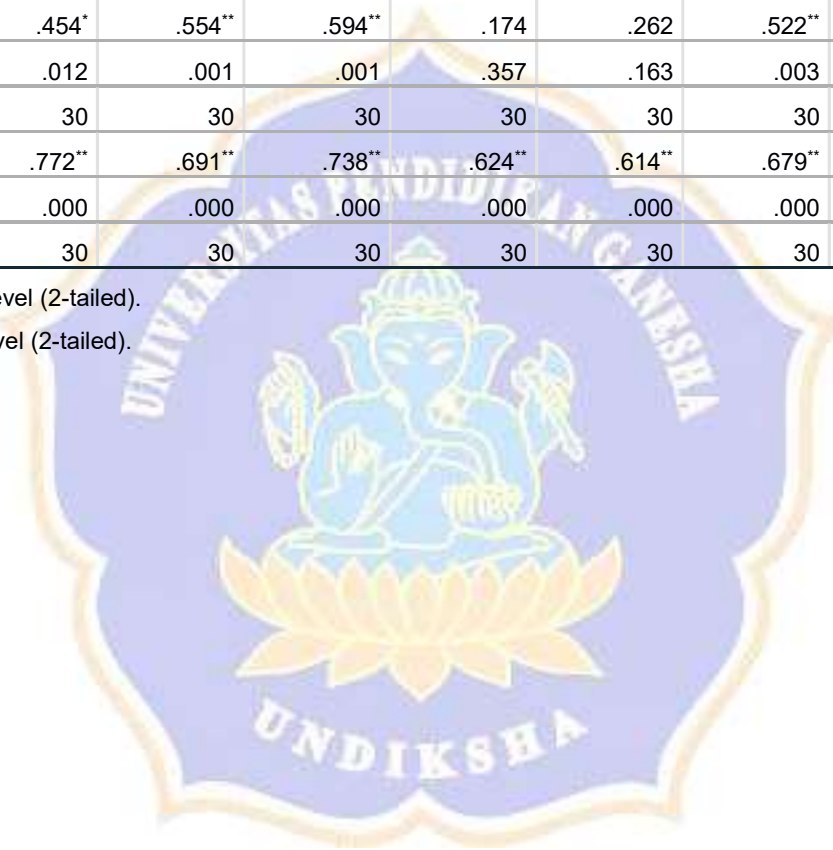 .454* .554** .594** .174 .262 .522**
.012 .001 .001 .357 .163 .003
30 30 30 30 30 30
.772** .691** .738** .624** .614** .679**
.000 .000 .000 .000 .000 .000
30 30 30 30 30 30
evel (2-tailed).
vel (2-tailed).
UNIVERSITAS PENDIDIKAN GANESHA
UNDIKSHA